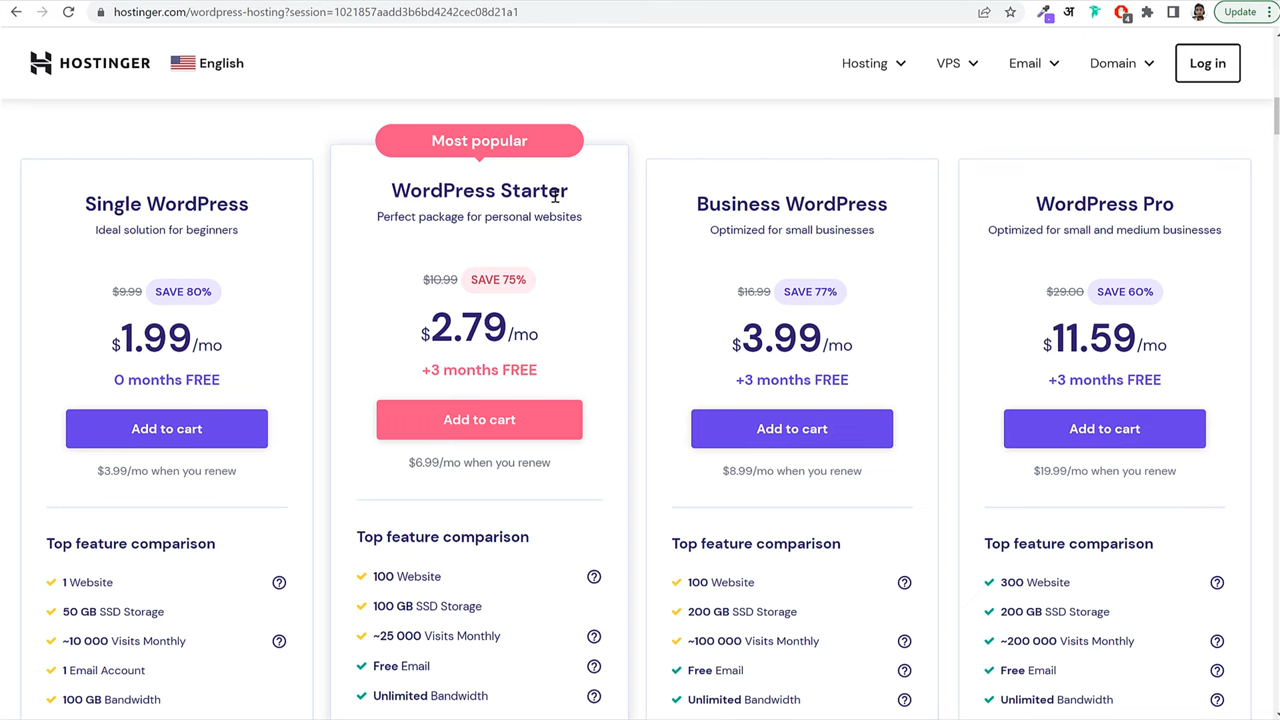 hostinger.com/wordpress-hosting?session=1021857aadd3b6bd4242cec08d21a1
अ
4
Update
HOSTINGER
English
Hosting
VPS
Email
Domain
Log in
Most popular
Single WordPress
Ideal solution for beginners
$9.99 SAVE 80%
$1.99/mo
0 months FREE
Add to cart
$3.99/mo when you renew
Top feature comparison
1 Website
50 GB SSD Storage
~10 000 Visits Monthly
1 Email Account
100 GB Bandwidth
WordPress Starter
Perfect package for personal websites
$10.99 SAVE 75%
$2.79/mo
+3 months FREE
Add to cart
$6.99/mo when you renew
Top feature comparison
100 Website
100 GB SSD Storage
~25 000 Visits Monthly
Free Email
Unlimited Bandwidth
Business WordPress
Optimized for small businesses
$16.99 SAVE 77%
$3.99/mo
+3 months FREE
Add to cart
$8.99/mo when you renew
Top feature comparison
100 Website
200 GB SSD Storage
~100 000 Visits Monthly
Free Email
Unlimited Bandwidth
WordPress Pro
Optimized for small and medium businesses
$29.00 SAVE 60%
$11.59/mo
+3 months FREE
Add to cart
$19.99/mo when you renew
Top feature comparison
300 Website
200 GB SSD Storage
~200 000 Visits Monthly
Free Email
Unlimited Bandwidth